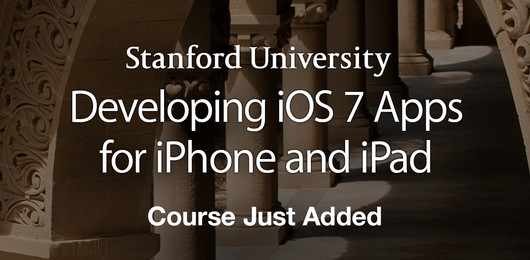 Stanford University
Developing iOS 7 Apps
for iPhone and iPad
Course Just Added